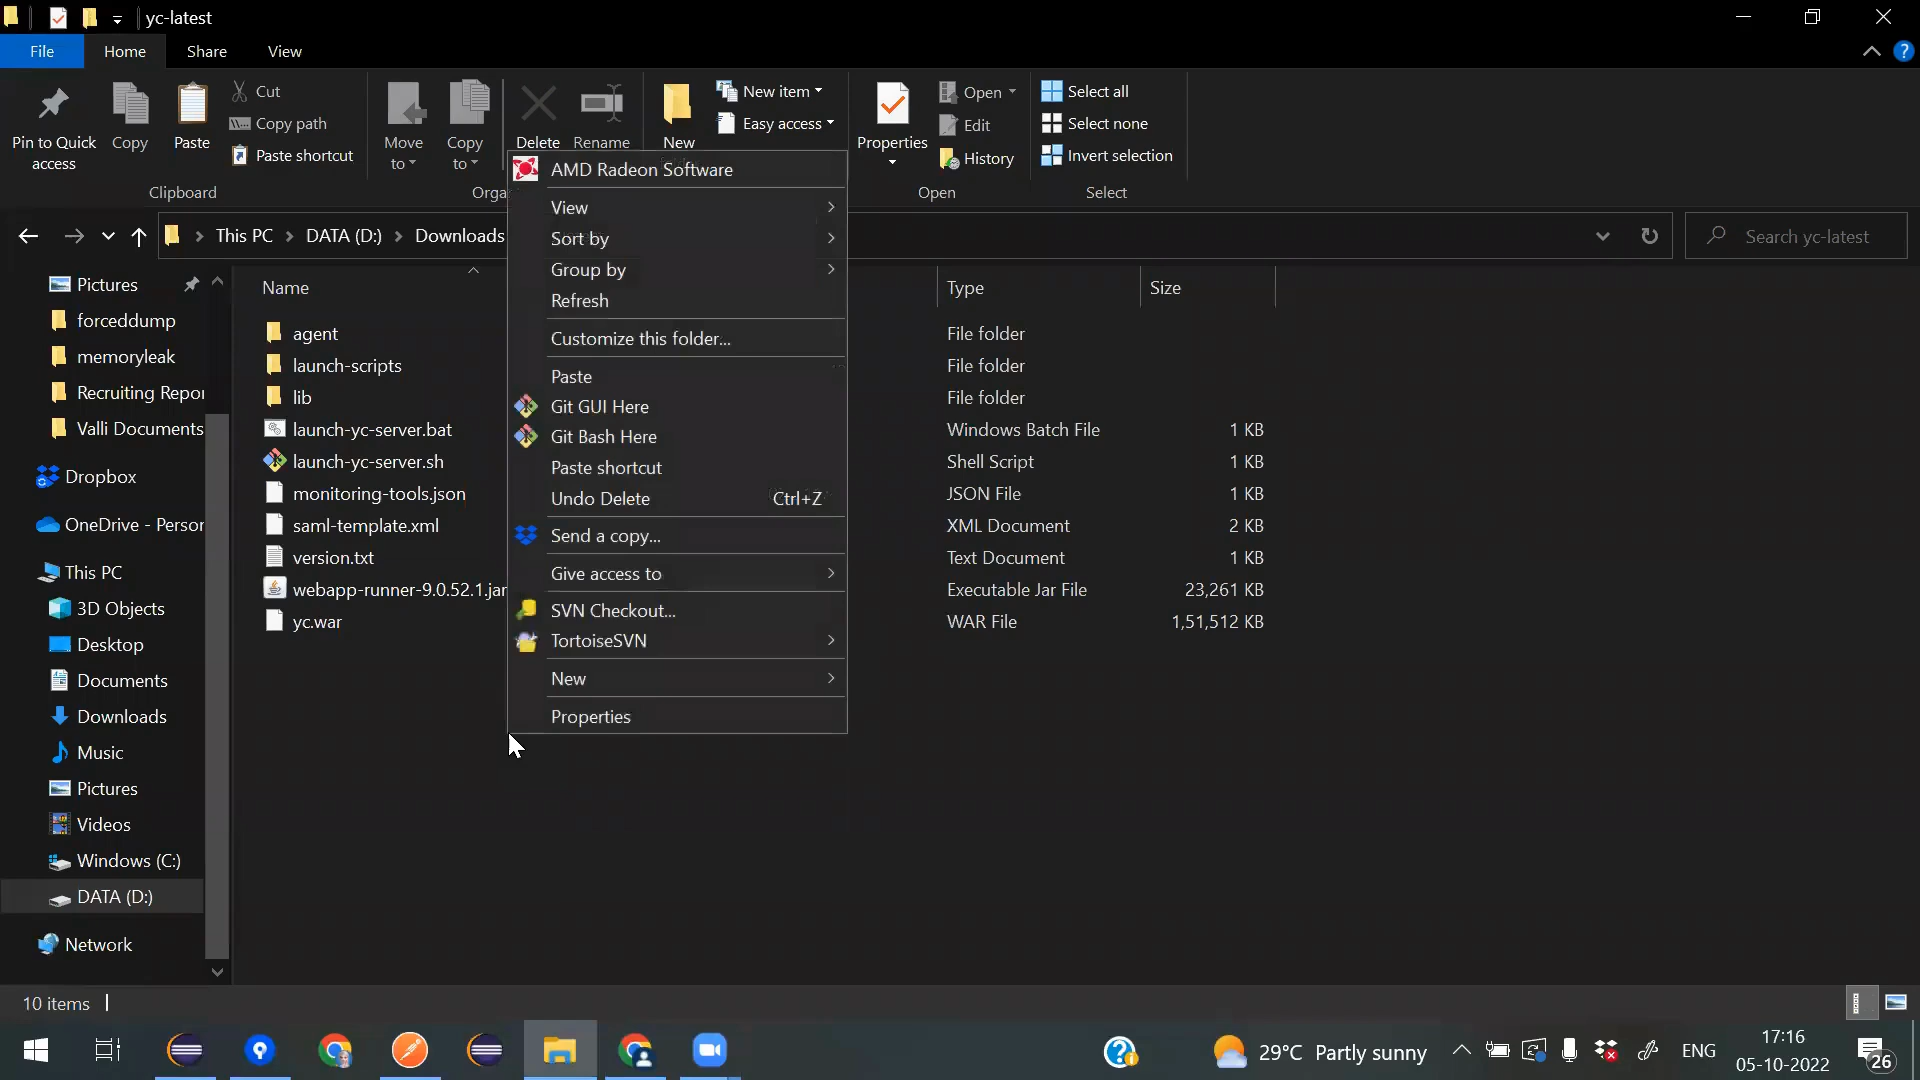 yc-latest
File
Home
Share
View
Pin to Quick
access
Copy
Paste
Cut
Copy path
Paste shortcut
Clipboard
Move
to
Copy
to
Delete
Rename
Orga
New
New item
Easy access
Properties
Open
Edit
History
Open
Select all
Select none
Invert selection
Select
This PC
DATA (D:)
Downloads
Search yc-latest
Pictures
forceddump
memoryleak
Recruiting Repor
Valli Documents
Dropbox
OneDrive - Person
This PC
3D Objects
Desktop
Documents
Downloads
Music
Pictures
Videos
Windows (C:)
DATA (D:)
Network
Name
Type
Size
agent
File folder
launch-scripts
File folder
lib
File folder
launch-yc-server.bat
Windows Batch File
1 KB
launch-yc-server.sh
Shell Script
1 KB
monitoring-tools.json
JSON File
1 KB
saml-template.xml
XML Document
2 KB
version.txt
Text Document
1 KB
webapp-runner-9.0.52.1.jar
Executable Jar File
23,261 KB
yc.war
WAR File
1,51,512 KB
AMD Radeon Software
View
Sort by
Group by
Refresh
Customize this folder...
Paste
Git GUI Here
Git Bash Here
Paste shortcut
Undo Delete
Ctrl+Z
Send a copy...
Give access to
SVN Checkout...
TortoiseSVN
New
Properties
10 items
29°C Partly sunny
ENG
17:16
05-10-2022
26